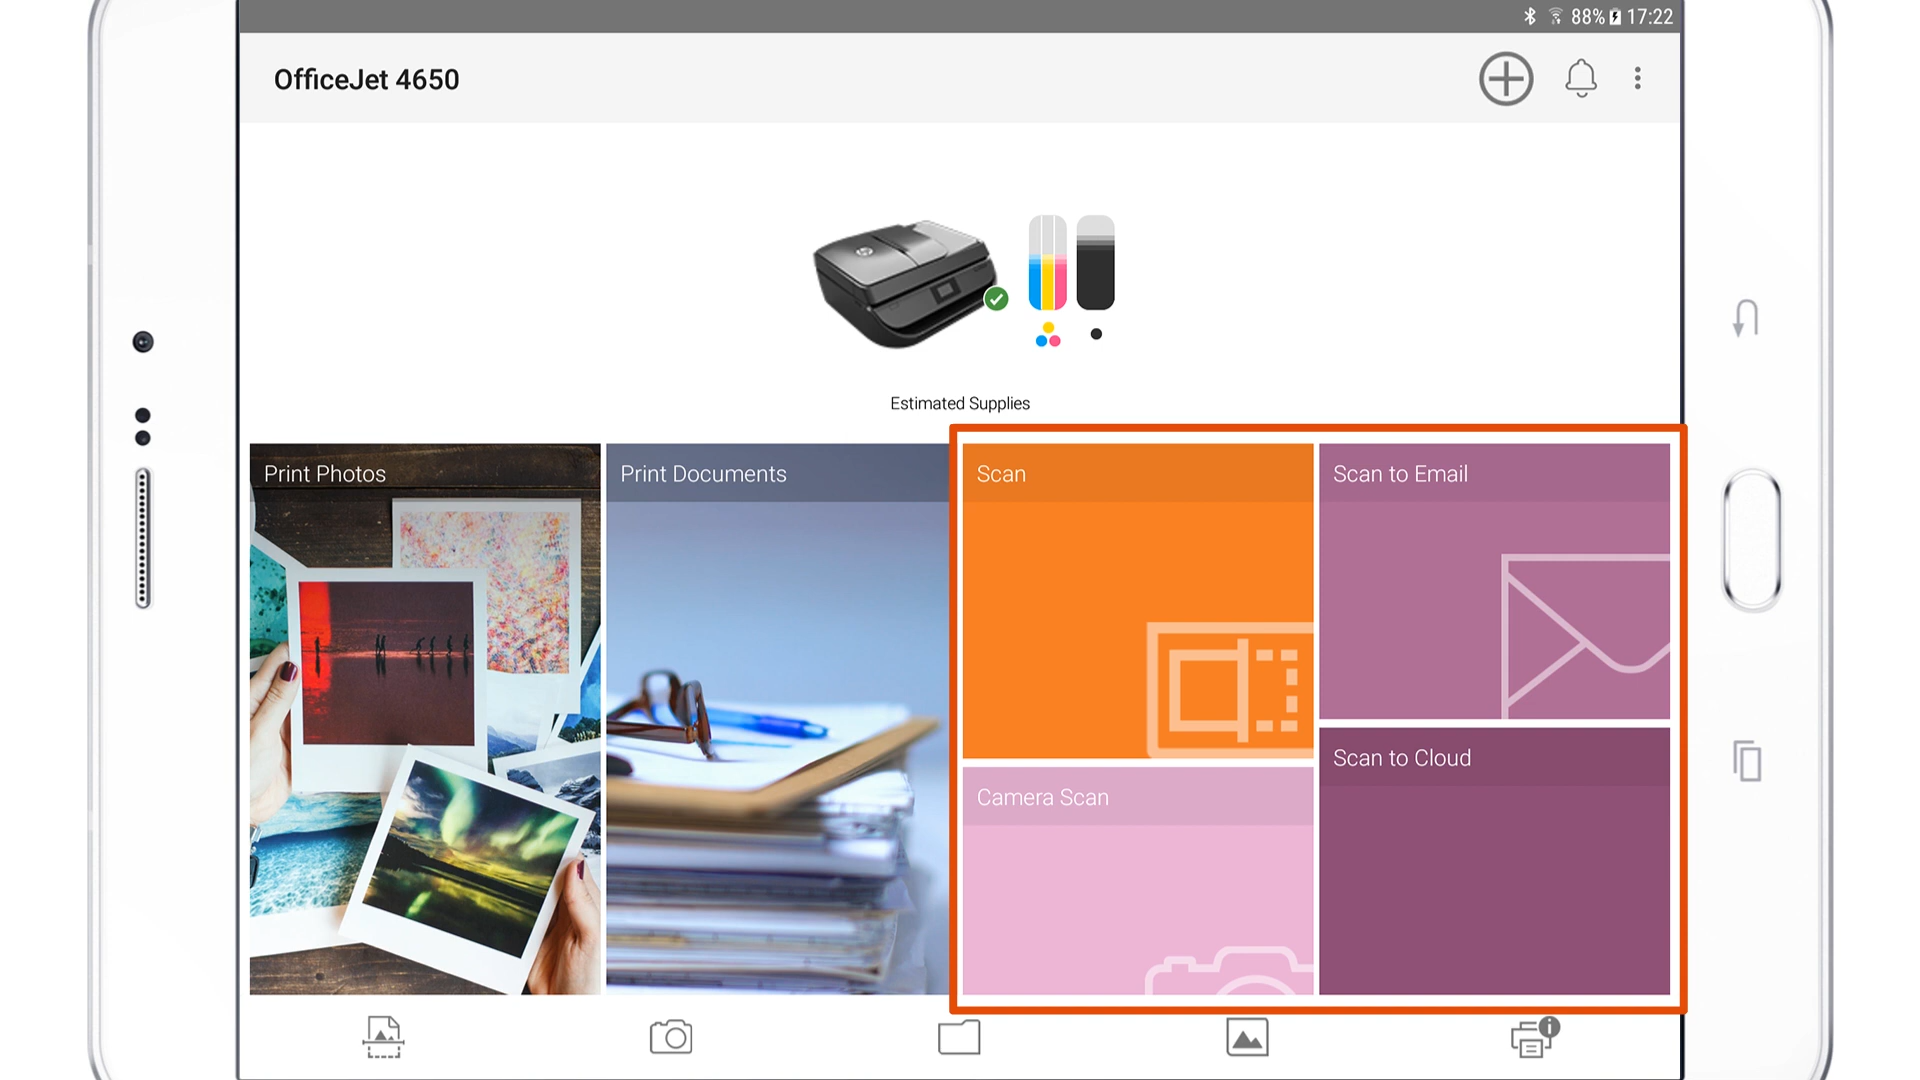 88% 17:22
OfficeJet 4650
Estimated Supplies
Print Photos
Print Documents
Scan
Scan to Email
Scan to Cloud
Camera Scan